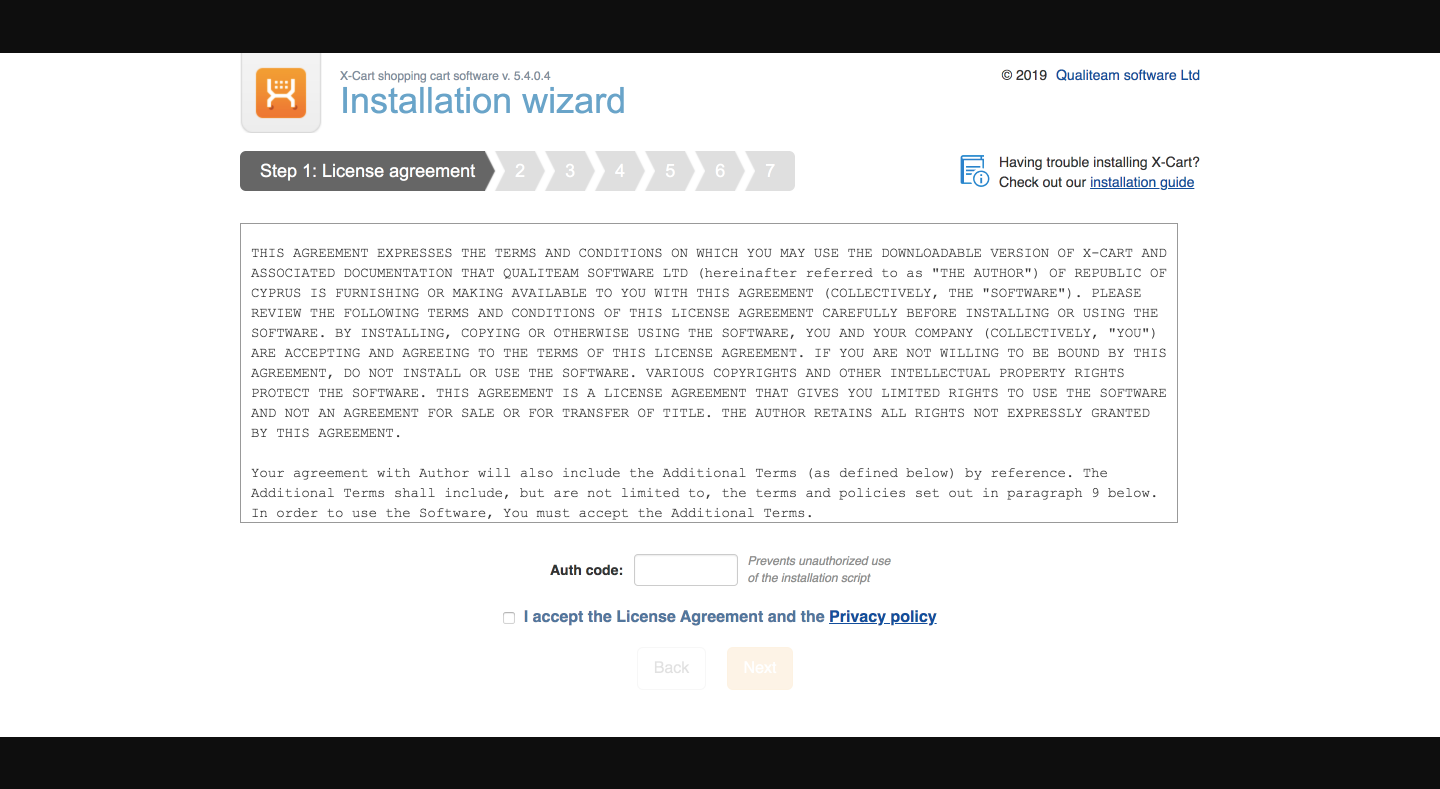 X-Cart shopping cart software v. 5.4.0.4
Installation wizard
© 2019 Qualiteam software Ltd
Step 1: License agreement 2 3 4 5 6 7
Having trouble installing X-Cart?
Check out our installation guide
THIS AGREEMENT EXPRESSES THE TERMS AND CONDITIONS ON WHICH YOU MAY USE THE DOWNLOADABLE VERSION OF X-CART AND
ASSOCIATED DOCUMENTATION THAT QUALITEAM SOFTWARE LTD (hereinafter referred to as "THE AUTHOR") OF REPUBLIC OF
CYPRUS IS FURNISHING OR MAKING AVAILABLE TO YOU WITH THIS AGREEMENT (COLLECTIVELY, THE "SOFTWARE"). PLEASE
REVIEW THE FOLLOWING TERMS AND CONDITIONS OF THIS LICENSE AGREEMENT CAREFULLY BEFORE INSTALLING OR USING THE
SOFTWARE. BY INSTALLING, COPYING OR OTHERWISE USING THE SOFTWARE, YOU AND YOUR COMPANY (COLLECTIVELY, "YOU")
ARE ACCEPTING AND AGREEING TO THE TERMS OF THIS LICENSE AGREEMENT. IF YOU ARE NOT WILLING TO BE BOUND BY THIS
AGREEMENT, DO NOT INSTALL OR USE THE SOFTWARE. VARIOUS COPYRIGHTS AND OTHER INTELLECTUAL PROPERTY RIGHTS
PROTECT THE SOFTWARE. THIS AGREEMENT IS A LICENSE AGREEMENT THAT GIVES YOU LIMITED RIGHTS TO USE THE SOFTWARE
AND NOT AN AGREEMENT FOR SALE OR FOR TRANSFER OF TITLE. THE AUTHOR RETAINS ALL RIGHTS NOT EXPRESSLY GRANTED
BY THIS AGREEMENT.
Your agreement with Author will also include the Additional Terms (as defined below) by reference. The
Additional Terms shall include, but are not limited to, the terms and policies set out in paragraph 9 below.
In order to use the Software, You must accept the Additional Terms.
Auth code:
Prevents unauthorized use
of the installation script
I accept the License Agreement and the Privacy policy
Back Next